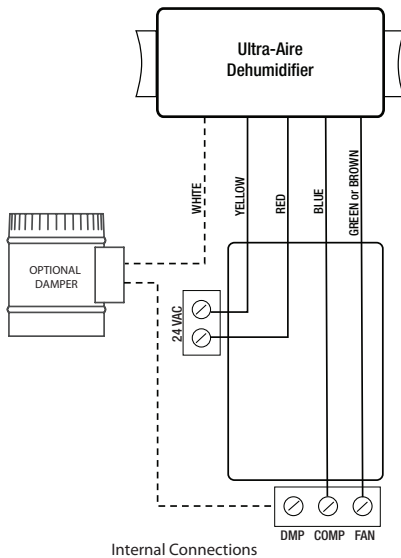 Ultra-Aire
Dehumidifier
WHITE
YELLOW
RED
BLUE
GREEN or BROWN
OPTIONAL
DAMPER
24 VAC
DMP COMP FAN
Internal Connections